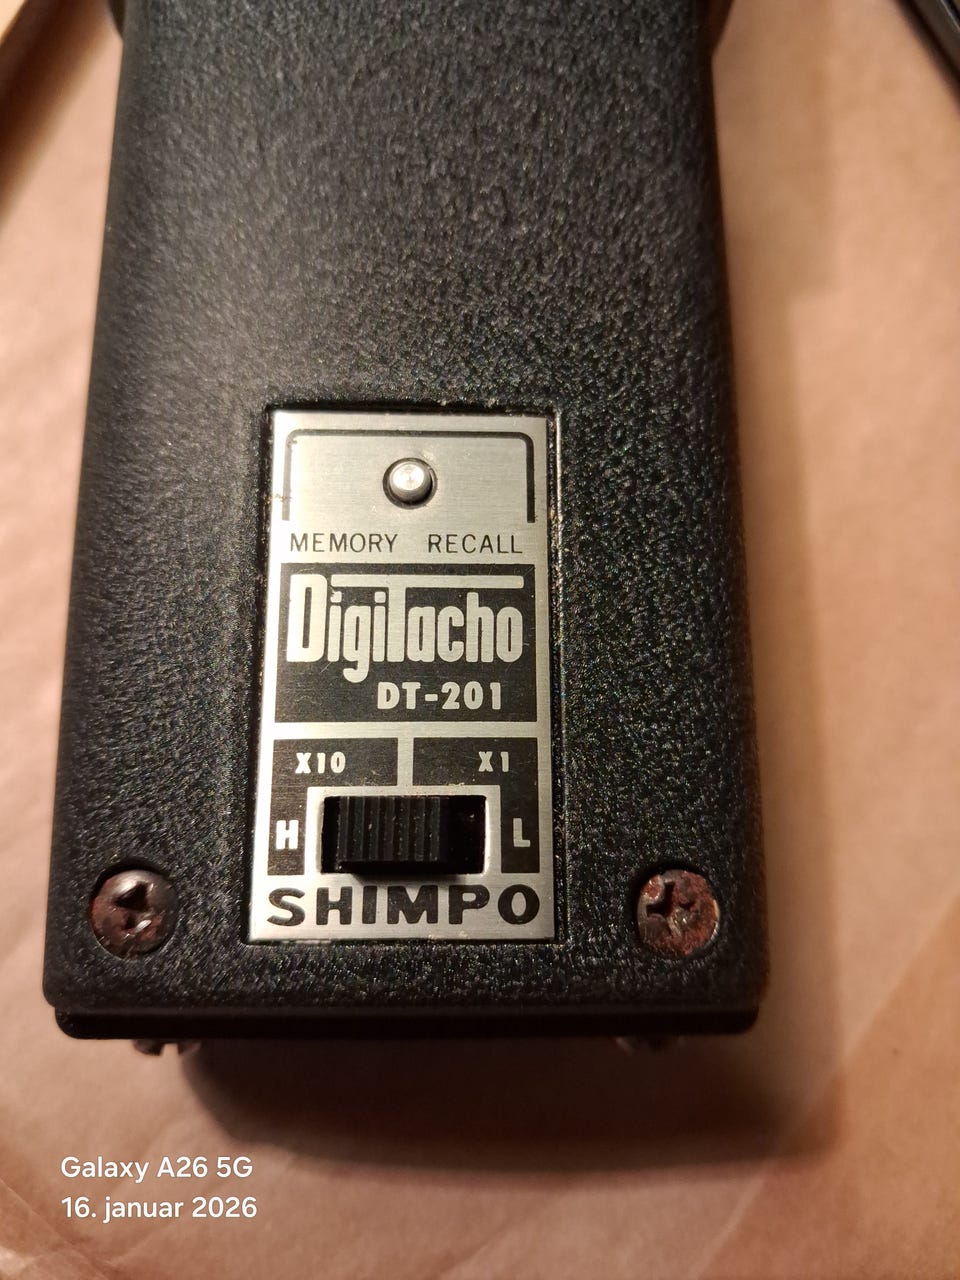 MEMORY RECALL
DigiTacho
DT-201
X10 X1
H L
SHIMPO
Galaxy A26 5G
16. januar 2026